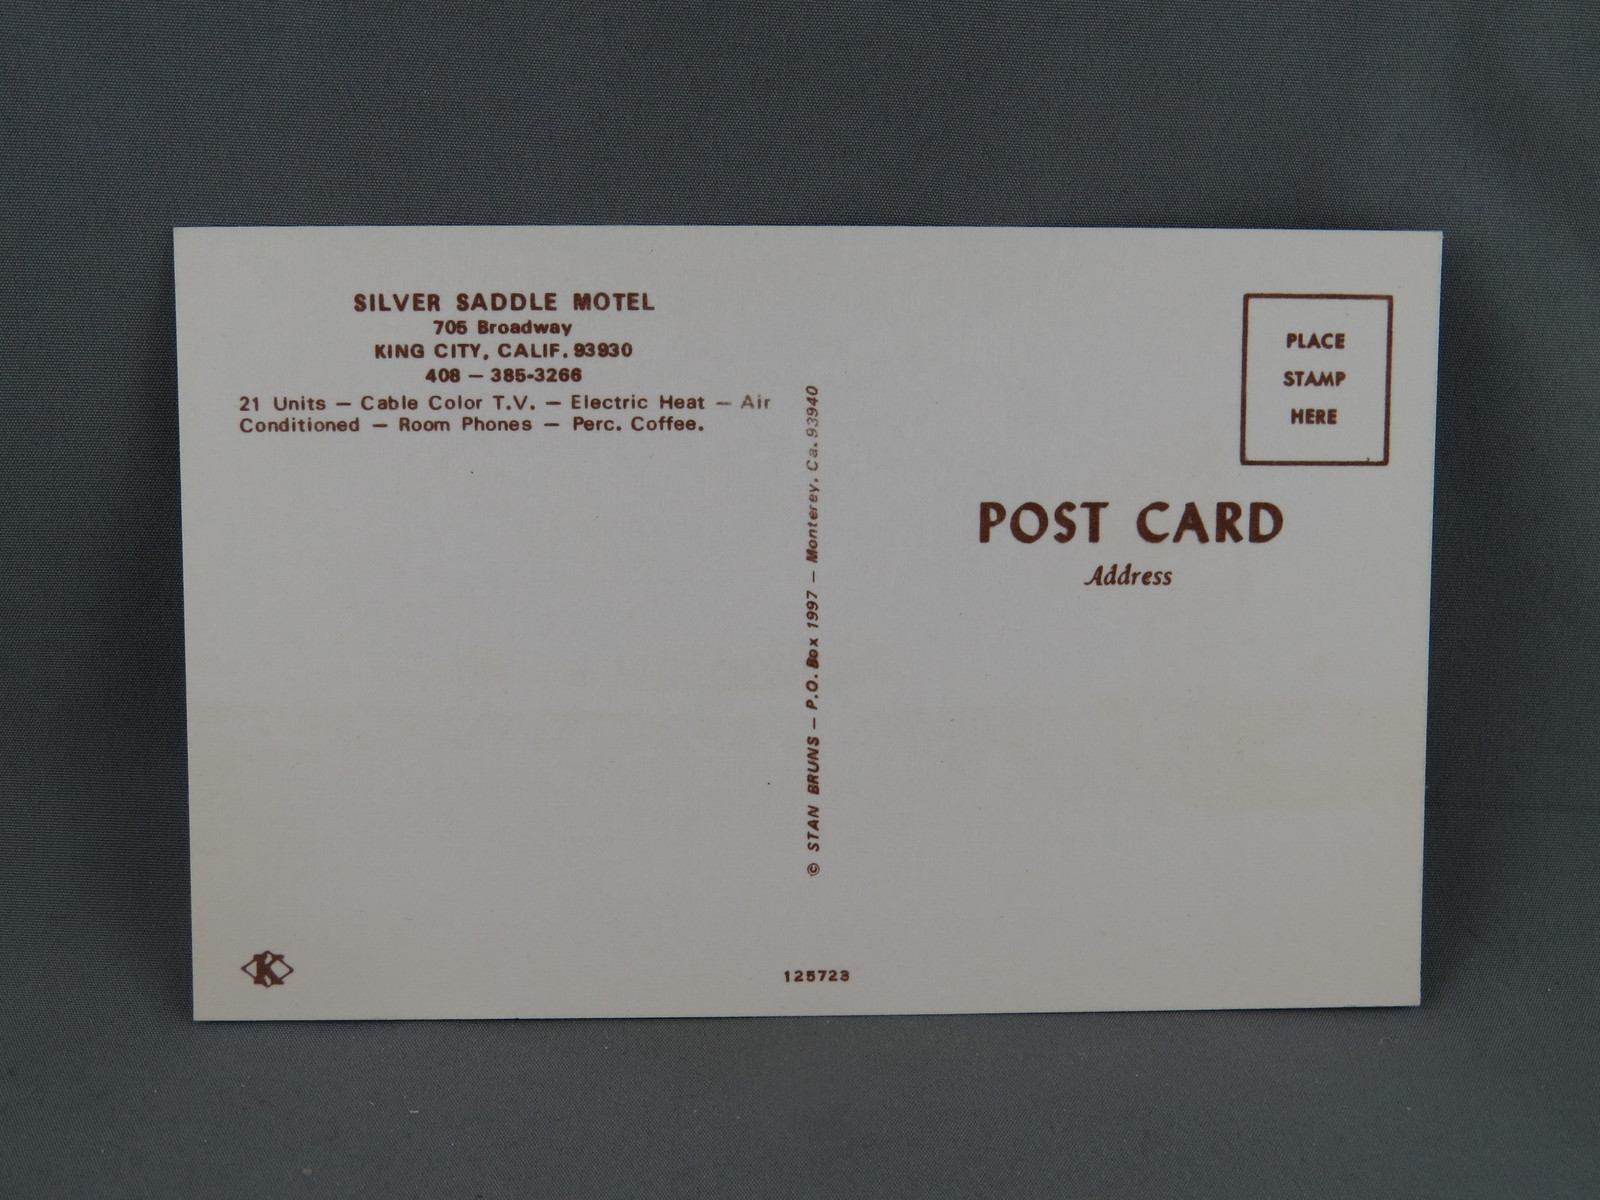 SILVER SADDLE MOTEL
705 Broadway
KING CITY, CALIF. 93930
408 — 385-3266
21 Units — Cable Color T.V. — Electric Heat — Air
Conditioned — Room Phones — Perc. Coffee.
© STAN BRUNS — P.O. Box 1997 — Monterey, Ca. 93940
PLACE
STAMP
HERE
POST CARD
Address
K
125723